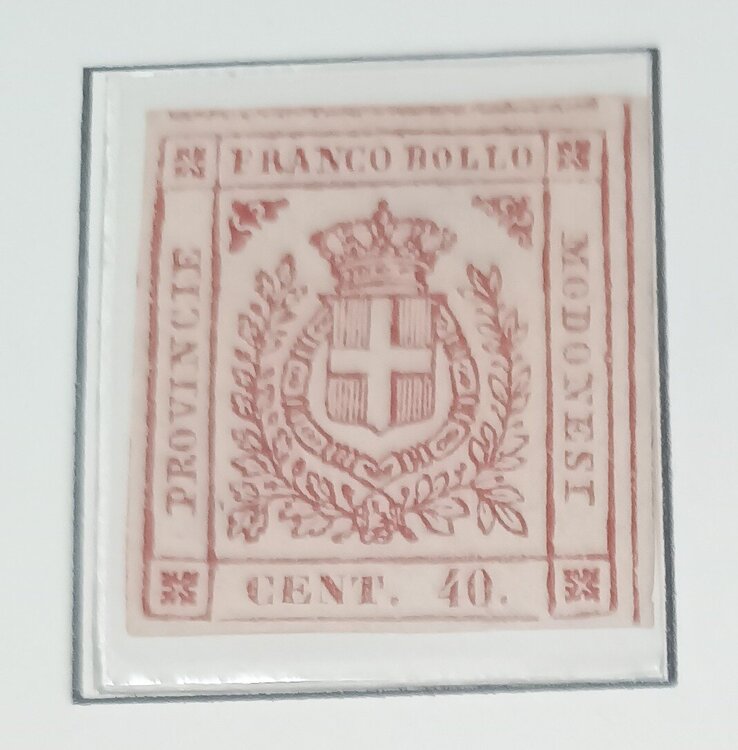 FRANCO BOLLO
PROVINCIE
MODONESI
CENT. 40.